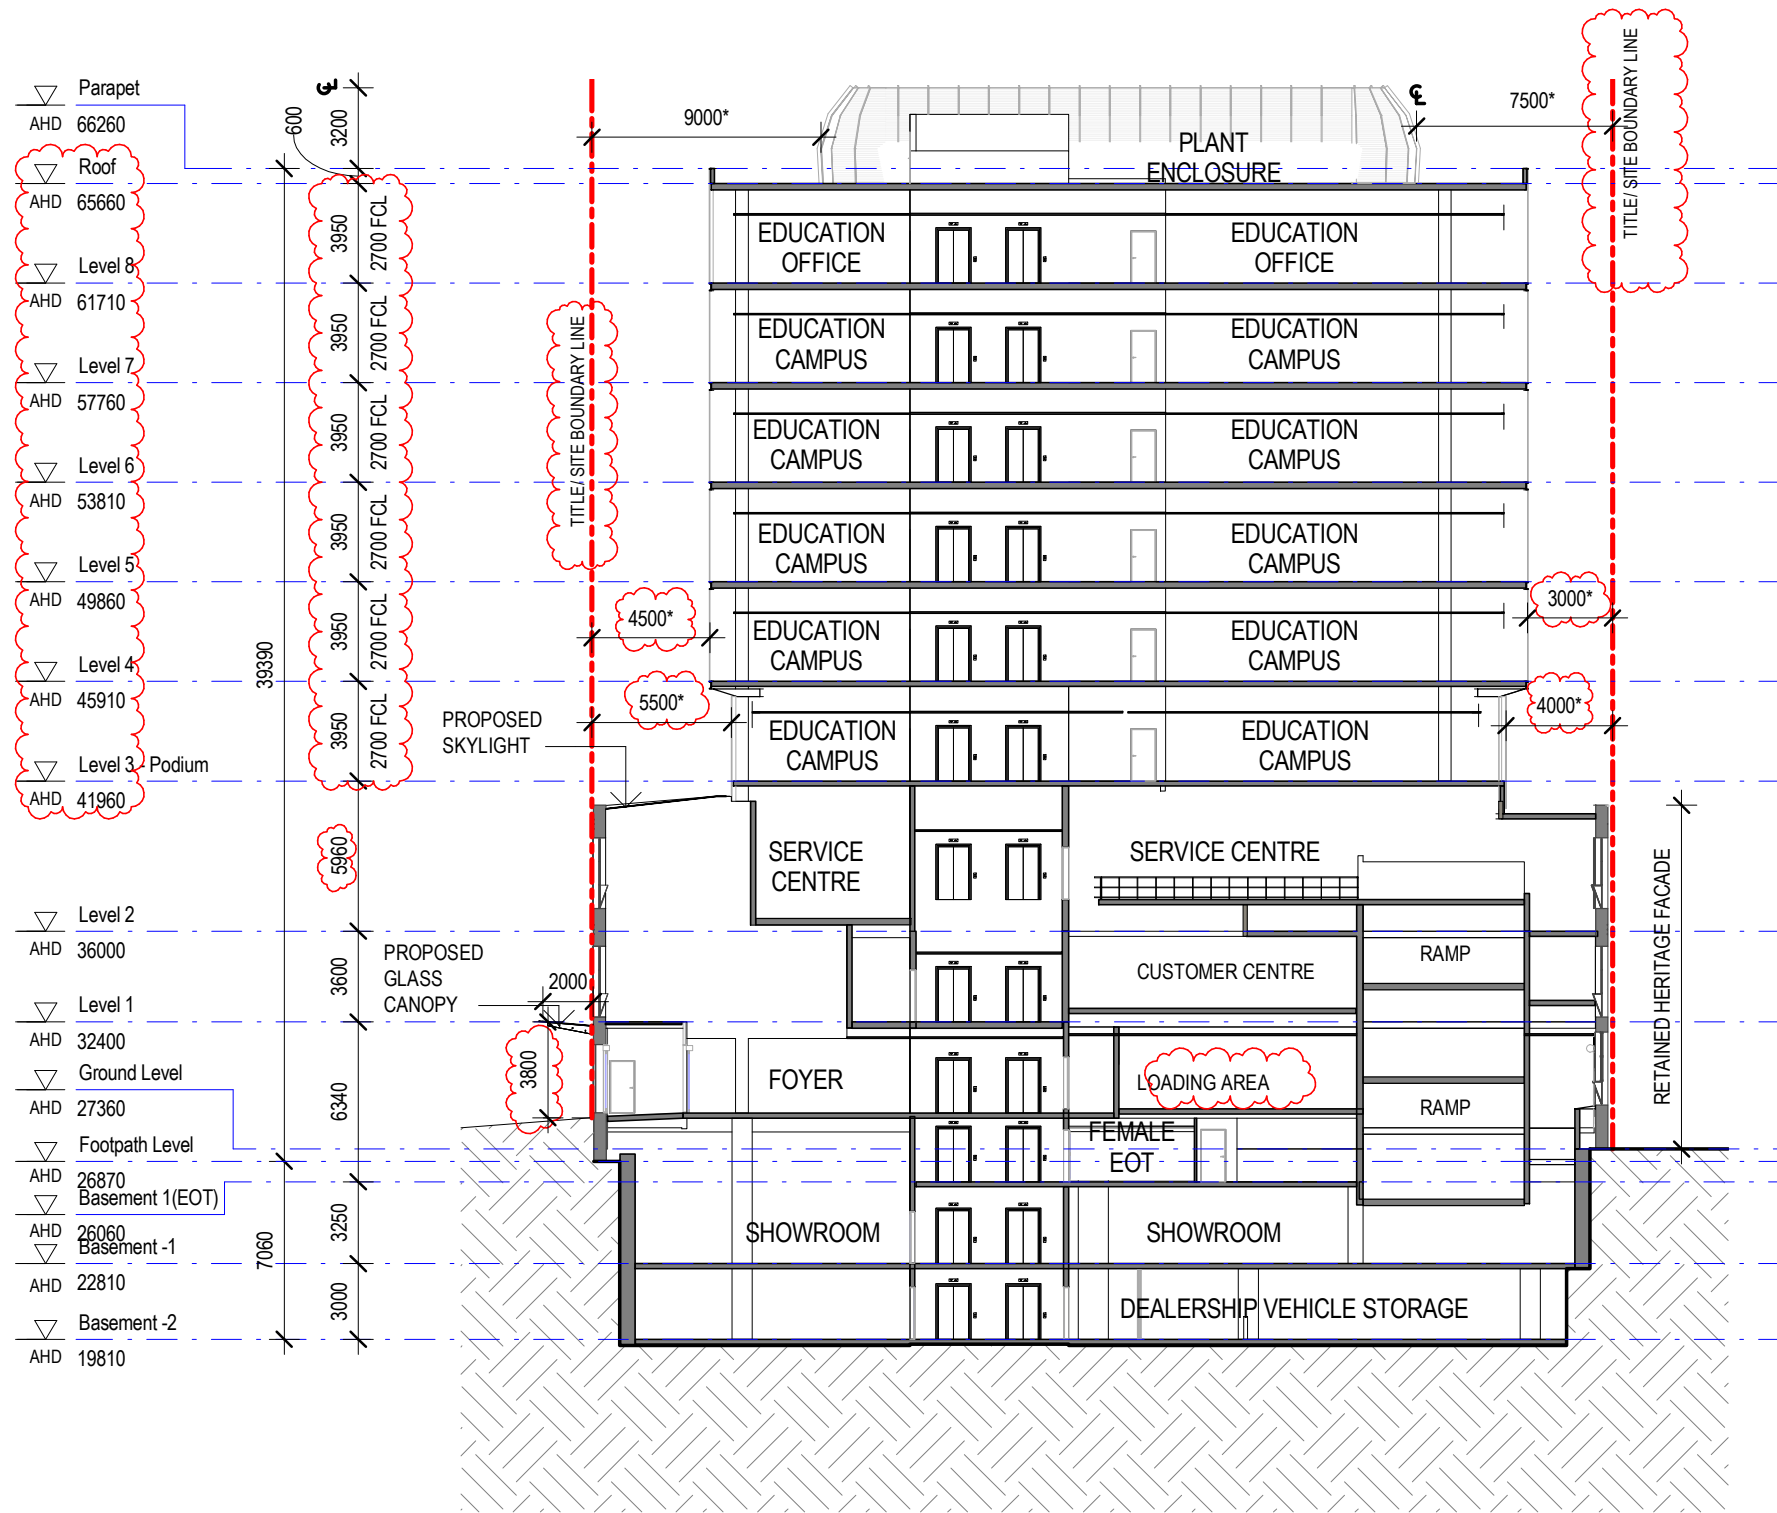 Parapet
AHD 66260
Roof
AHD 65660
Level 8
AHD 61710
Level 7
AHD 57760
Level 6
AHD 53810
Level 5
AHD 49860
Level 4
AHD 45910
Level 3 - Podium
AHD 41960
Level 2
AHD 36000
Level 1
AHD 32400
Ground Level
AHD 27360
Footpath Level
AHD 26870
Basement 1(EOT)
AHD 26060
Basement -1
AHD 22810
Basement -2
AHD 19810
39390
7060
600
3200
3950
3950
3950
3950
3950
3950
5960
3600
6340
3250
3000
2700 FCL
2700 FCL
2700 FCL
2700 FCL
2700 FCL
2700 FCL
TITLE/ SITE BOUNDARY LINE
TITLE/ SITE BOUNDARY LINE
9000*
7500*
4500*
3000*
5500*
4000*
2000
3800
PROPOSED
SKYLIGHT
PROPOSED
GLASS
CANOPY
PLANT
ENCLOSURE
EDUCATION
OFFICE
EDUCATION
OFFICE
EDUCATION
CAMPUS
EDUCATION
CAMPUS
EDUCATION
CAMPUS
EDUCATION
CAMPUS
EDUCATION
CAMPUS
EDUCATION
CAMPUS
EDUCATION
CAMPUS
EDUCATION
CAMPUS
EDUCATION
CAMPUS
EDUCATION
CAMPUS
SERVICE
CENTRE
SERVICE CENTRE
CUSTOMER CENTRE
RAMP
FOYER
LOADING AREA
RAMP
FEMALE
EOT
SHOWROOM
SHOWROOM
DEALERSHIP VEHICLE STORAGE
RETAINED HERITAGE FACADE